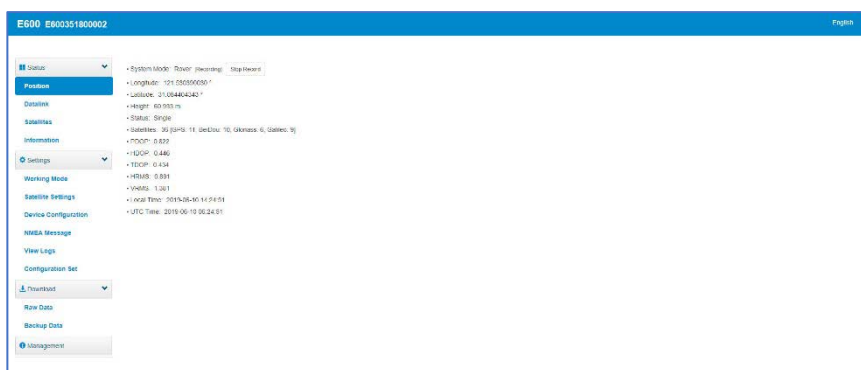 E600 E600351800002
English
Status
Position
Datalink
Satellites
Information
Settings
Working Mode
Satellite Settings
Device Configuration
NMEA Message
View Logs
Configuration Set
Download
Raw Data
Backup Data
Management
• System Mode: Rover [Recording] Stop Record
• Longitude: 121.530390030 °
• Latitude: 31.084404343 °
• Height: 60.993 m
• Status: Single
• Satellites: 36 [GPS: 11, BeiDou: 10, Glonass: 6, Galileo: 9]
• PDOP: 0.822
• HDOP: 0.446
• TDOP: 0.434
• HRMS: 0.891
• VRMS: 1.381
• Local Time: 2019-06-10 14:24:51
• UTC Time: 2019-06-10 06:24:51